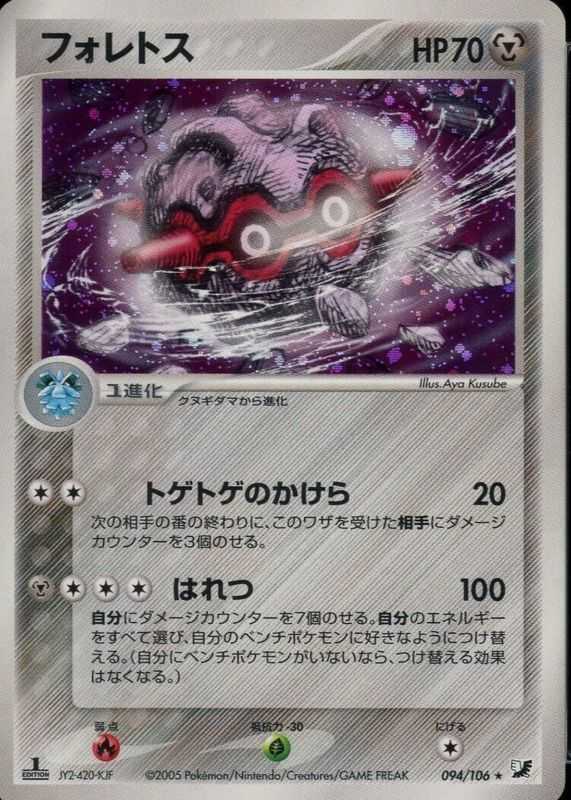 フォレトス HP70
Illus. Aya Kusube
1進化
クヌギダマから進化
トゲトゲのかけら 20
次の相手の番の終わりに、このワザを受けた相手にダメージ
カウンターを3個のせる。
はれつ 100
自分にダメージカウンターを7個のせる。自分のエネルギー
をすべて選び、自分のベンチポケモンに好きなようにつけ替
える。（自分にベンチポケモンがいないなら、つけ替える効果
はなくなる。）
弱点 抵抗力 -30 にげる
1 EDITION JY2-420-KJF ©2005 Pokémon/Nintendo/Creatures/GAME FREAK 094/106 ★